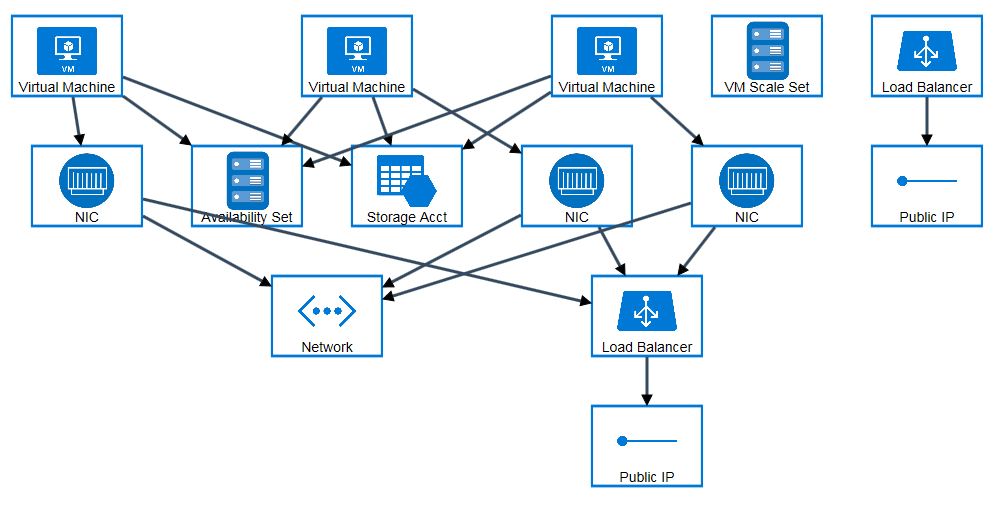 VM
VM
VM
Virtual Machine
Virtual Machine
Virtual Machine
VM Scale Set
Load Balancer
NIC
Availability Set
Storage Acct
NIC
NIC
Public IP
Network
Load Balancer
Public IP